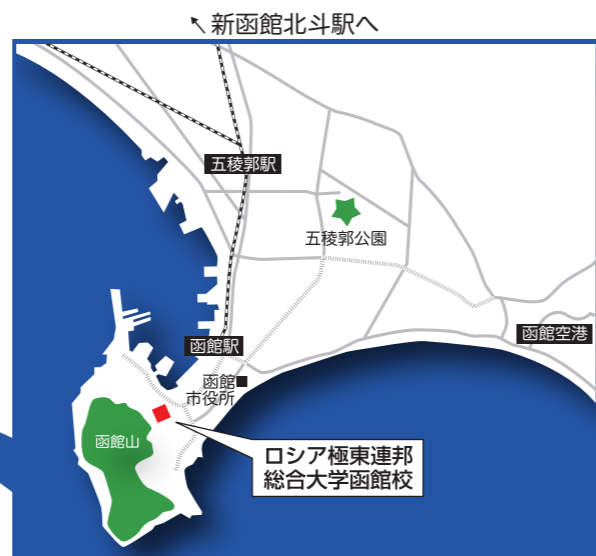 ↖新函館北斗駅へ
五稜郭駅
五稜郭公園
函館空港
函館駅
函館
市役所
函館山
ロシア極東連邦
総合大学函館校